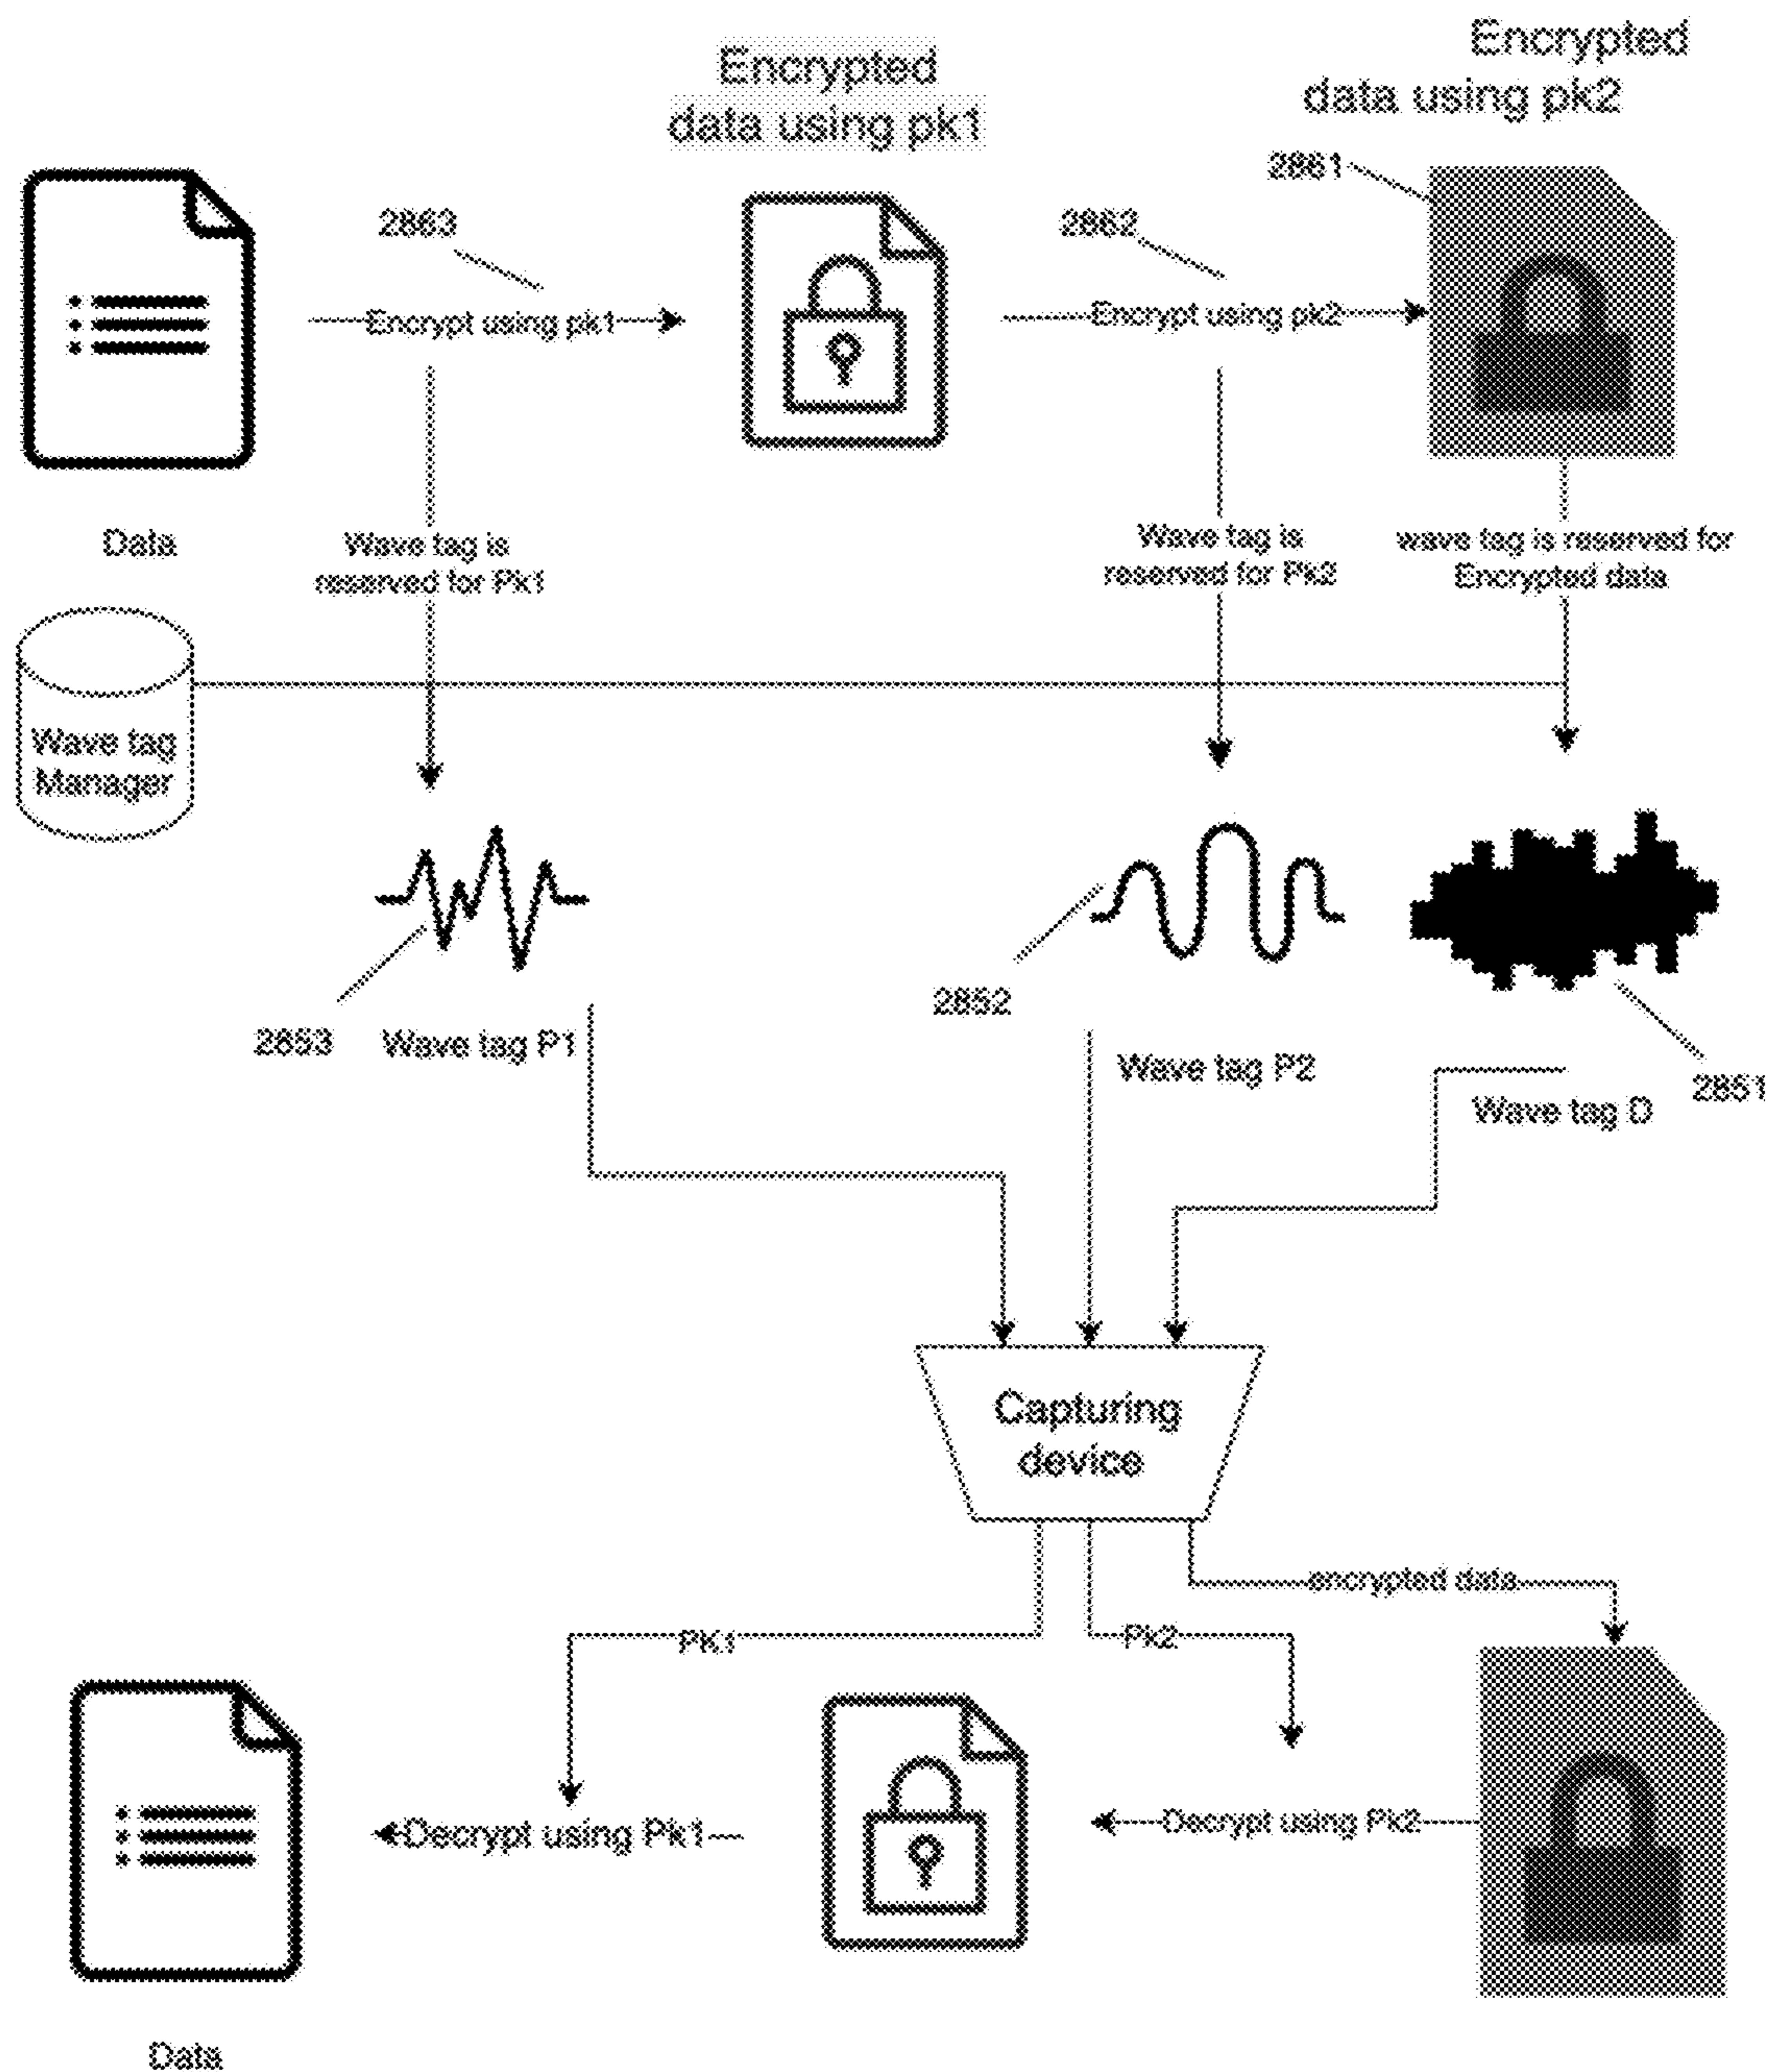 Encrypted
data using pk1
Encrypted
data using pk2
2861
2863
2862
Encrypt using pk1
Encrypt using pk2
Data
Wave tag is
reserved for Pk1
Wave tag is
reserved for Pk2
wave tag is reserved for
Encrypted data
Wave tag
Manager
2853
Wave tag P1
2852
Wave tag P2
2851
Wave tag D
Capturing
device
encrypted data
PK1
Pk2
Decrypt using Pk1
Decrypt using Pk2
Data